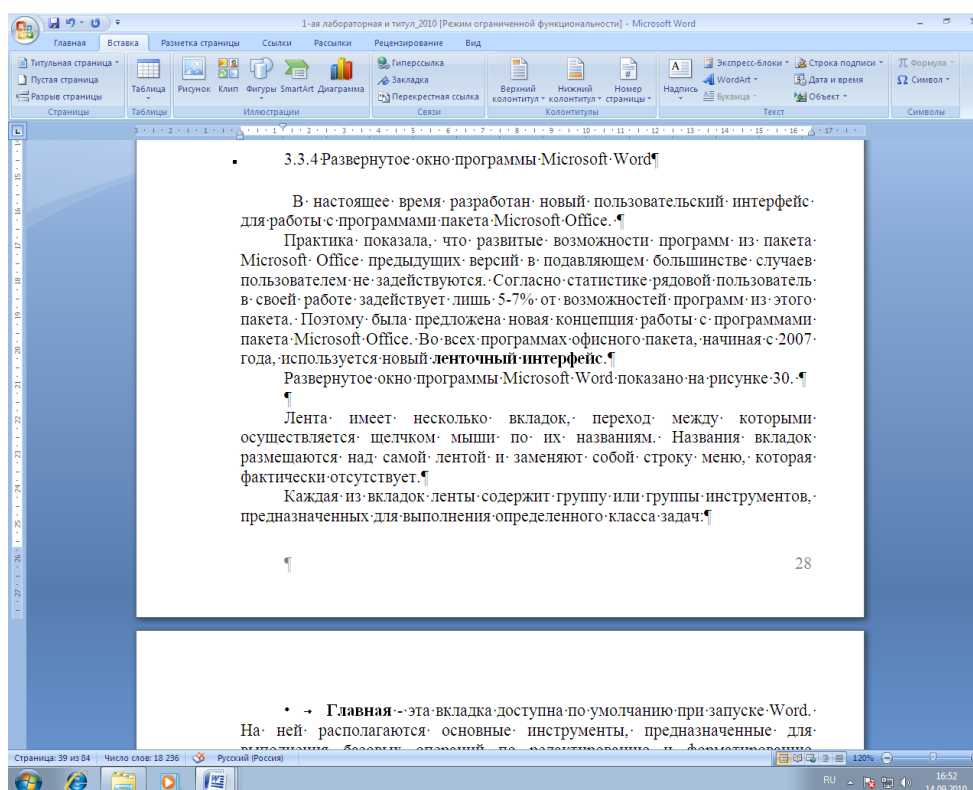 1-ая лабораторная и титул_2010 [Режим ограниченной функциональности] - Microsoft Word
Главная Вставка Разметка страницы Ссылки Рассылки Рецензирование Вид
Титульная страница
Пустая страница
Разрыв страницы
Страницы
Таблица
Таблицы
Рисунок Клип Фигуры SmartArt Диаграмма
Иллюстрации
Гиперссылка
Закладка
Перекрестная ссылка
Связи
Верхний колонтитул
Нижний колонтитул
Номер страницы
Колонтитулы
Надпись
Экспресс-блоки
WordArt
Буквица
Строка подписи
Дата и время
Объект
Текст
Формула
Символ
Символы
3.3.4 Развернутое окно программы Microsoft Word¶
В настоящее время разработан новый пользовательский интерфейс
для работы с программами пакета Microsoft Office. ¶
Практика показала, что развитые возможности программ из пакета
Microsoft Office предыдущих версий в подавляющем большинстве случаев
пользователем не задействуются. Согласно статистике рядовой пользователь
в своей работе задействует лишь 5-7% от возможностей программ из этого
пакета. Поэтому была предложена новая концепция работы с программами
пакета Microsoft Office. Во всех программах офисного пакета, начиная с 2007
года, используется новый ленточный интерфейс.¶
Развернутое окно программы Microsoft Word показано на рисунке 30. ¶
¶
Лента имеет несколько вкладок, переход между которыми
осуществляется щелчком мыши по их названиям. Названия вкладок
размещаются над самой лентой и заменяют собой строку меню, которая
фактически отсутствует.¶
Каждая из вкладок ленты содержит группу или группы инструментов,
предназначенных для выполнения определенного класса задач:¶
¶ 28
• → Главная - эта вкладка доступна по умолчанию при запуске Word.
На ней располагаются основные инструменты, предназначенные для
выполнения базовых операций по редактирование и форматирование
Страница: 39 из 84 Число слов: 18 236 Русский (Россия) 120%
RU 16:52
14.09.2010